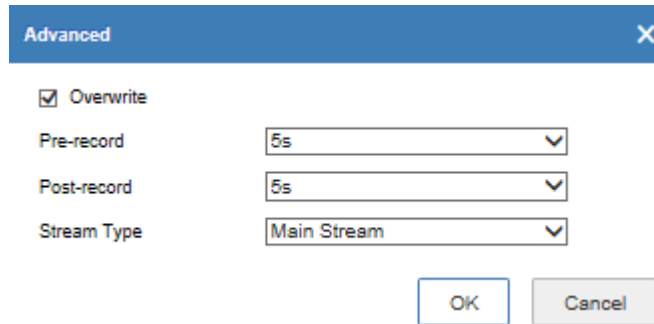 Advanced
Overwrite
Pre-record 5s
Post-record 5s
Stream Type Main Stream
OK Cancel